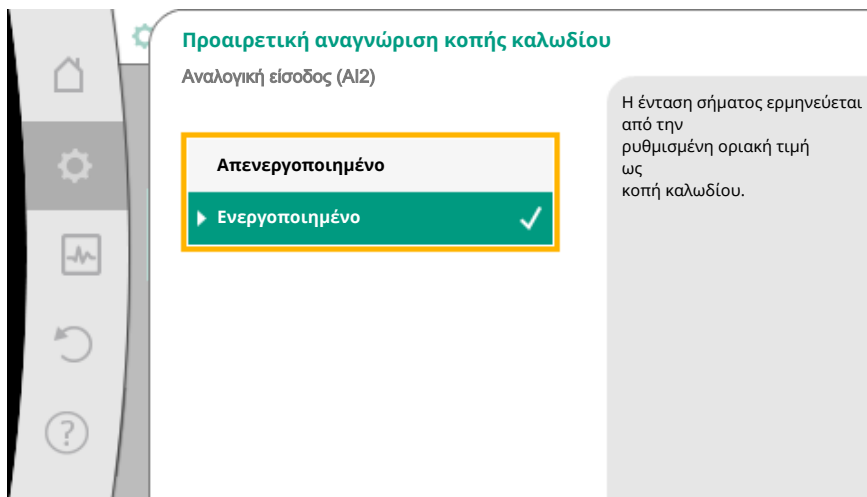 Προαιρετική αναγνώριση κοπής καλωδίου
Αναλογική είσοδος (AI2)
Απενεργοποιημένο
Ενεργοποιημένο
Η ένταση σήματος ερμηνεύεται
από την
ρυθμισμένη οριακή τιμή
ως
κοπή καλωδίου.